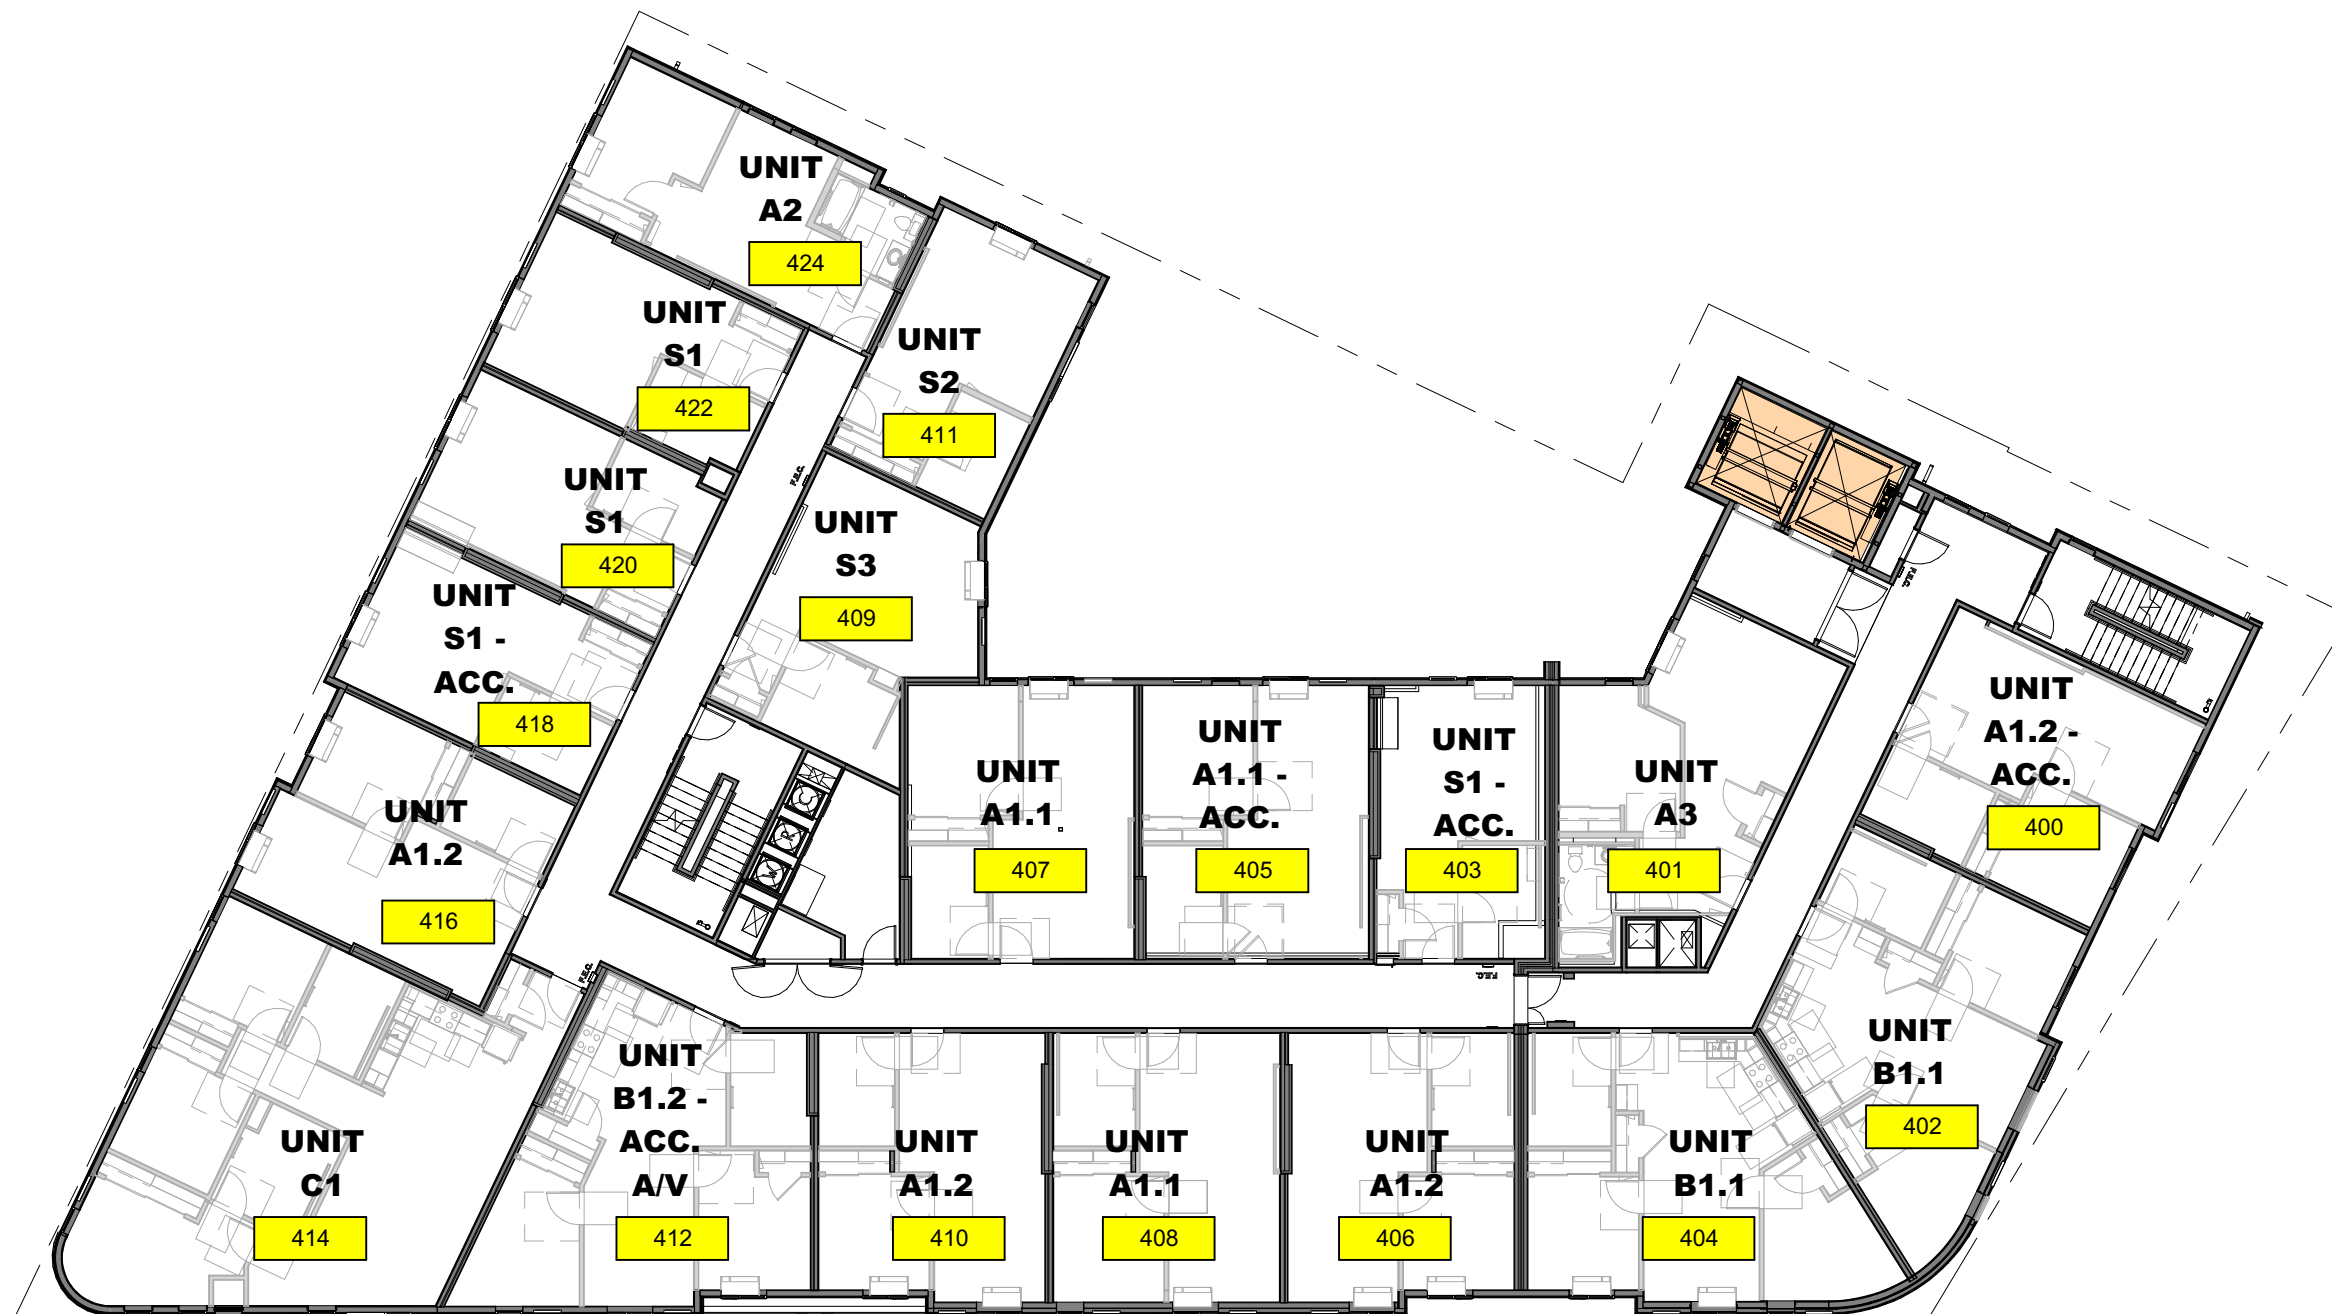 UNIT
A2
424
UNIT
S1
422
UNIT
S2
411
UNIT
S1
420
F.E.C.
UNIT
S3
409
UNIT
S1 -
ACC.
418
F.E.C.
UNIT
A1.2 -
ACC.
400
UNIT
A1.2
416
UNIT
A1.1
407
UNIT
A1.1 -
ACC.
405
UNIT
S1 -
ACC.
403
UNIT
A3
401
F.E.C.
F.E.C.
UNIT
B1.1
402
UNIT
C1
414
UNIT
B1.2 -
ACC.
A/V
412
UNIT
A1.2
410
UNIT
A1.1
408
UNIT
A1.2
406
UNIT
B1.1
404